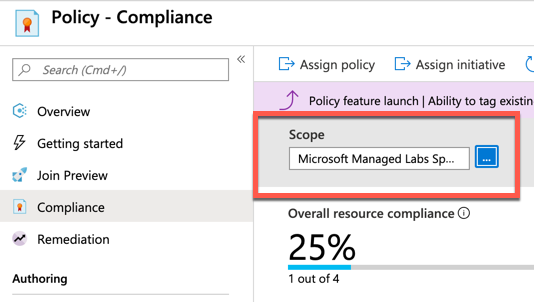 Policy - Compliance
Search (Cmd+/)
«
Overview
Getting started
Join Preview
Compliance
Remediation
Authoring
Assign policy
Assign initiative
Policy feature launch | Ability to tag existin
Scope
Microsoft Managed Labs Sp...
...
Overall resource compliance
25%
1 out of 4